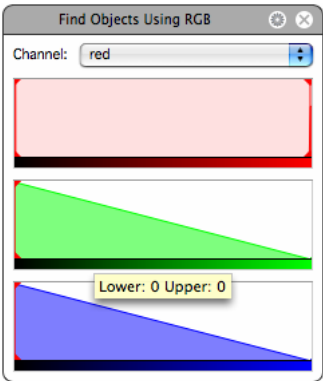 Find Objects Using RGB
Channel: red
Lower: 0 Upper: 0